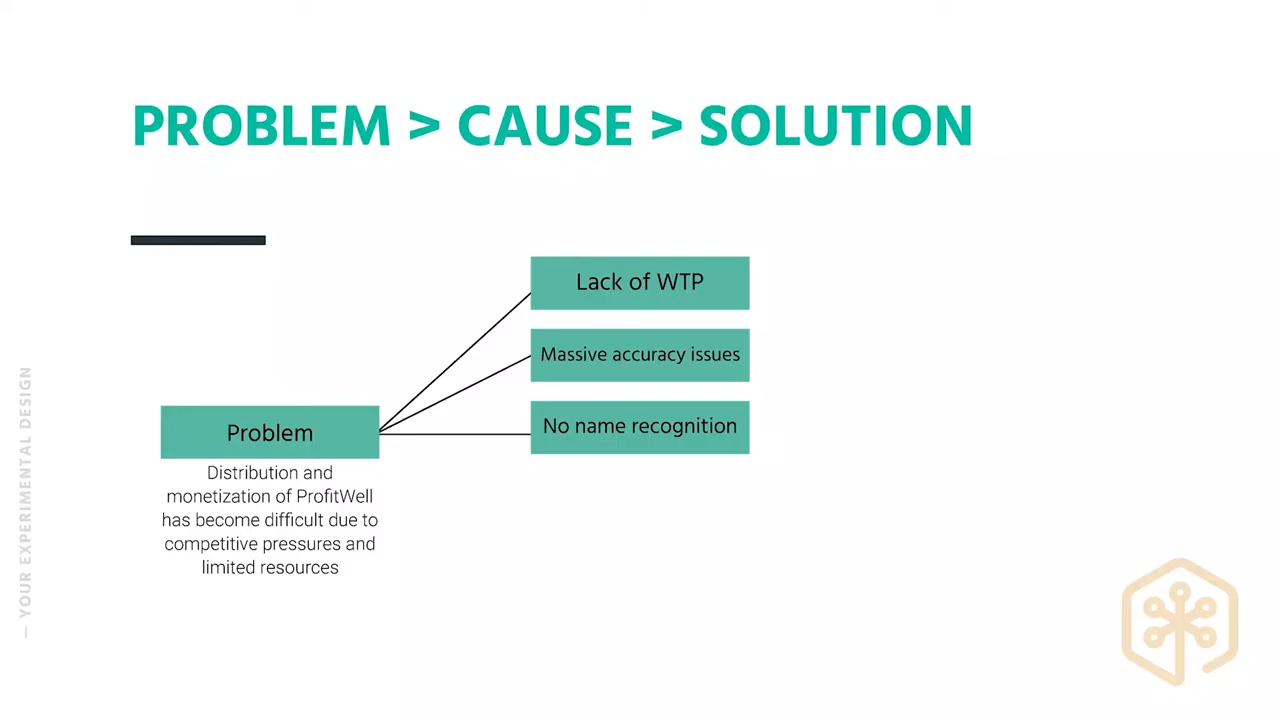 PROBLEM > CAUSE > SOLUTION
Lack of WTP
Massive accuracy issues
No name recognition
Problem
Distribution and
monetization of ProfitWell
has become difficult due to
competitive pressures and
limited resources
— YOUR EXPERIMENTAL DESIGN